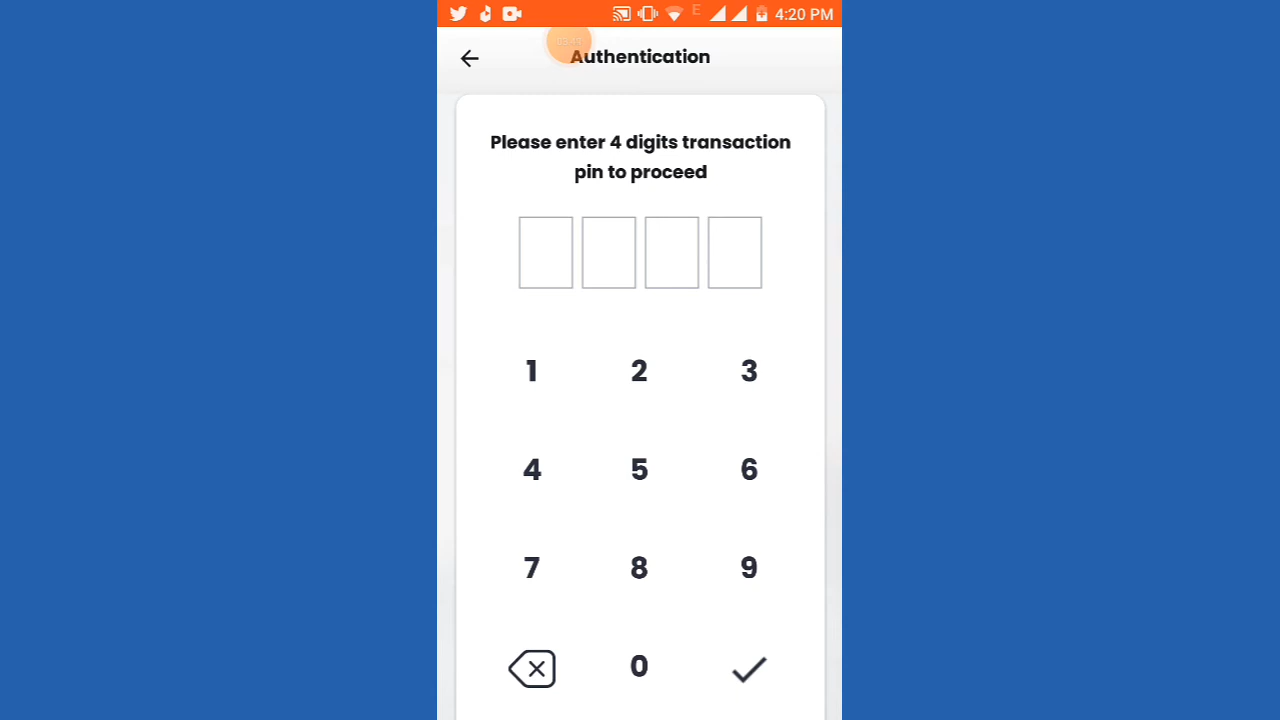 E 4:20 PM
Authentication
Please enter 4 digits transaction
pin to proceed
1 2 3
4 5 6
7 8 9
0